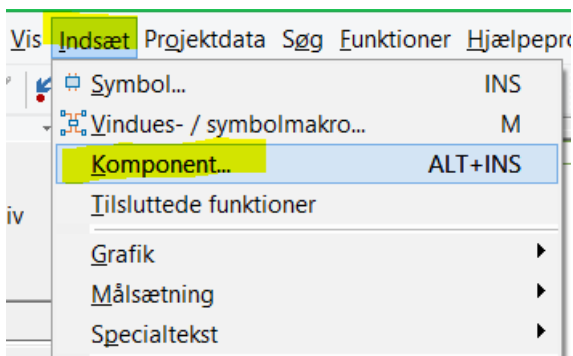 Vis Indsæt Projektdata Søg Funktioner Hjælpepro
Symbol... INS
Vindues- / symbolmakro... M
Komponent... ALT+INS
Tilsluttede funktioner
iv
Grafik
Målsætning
Specialtekst